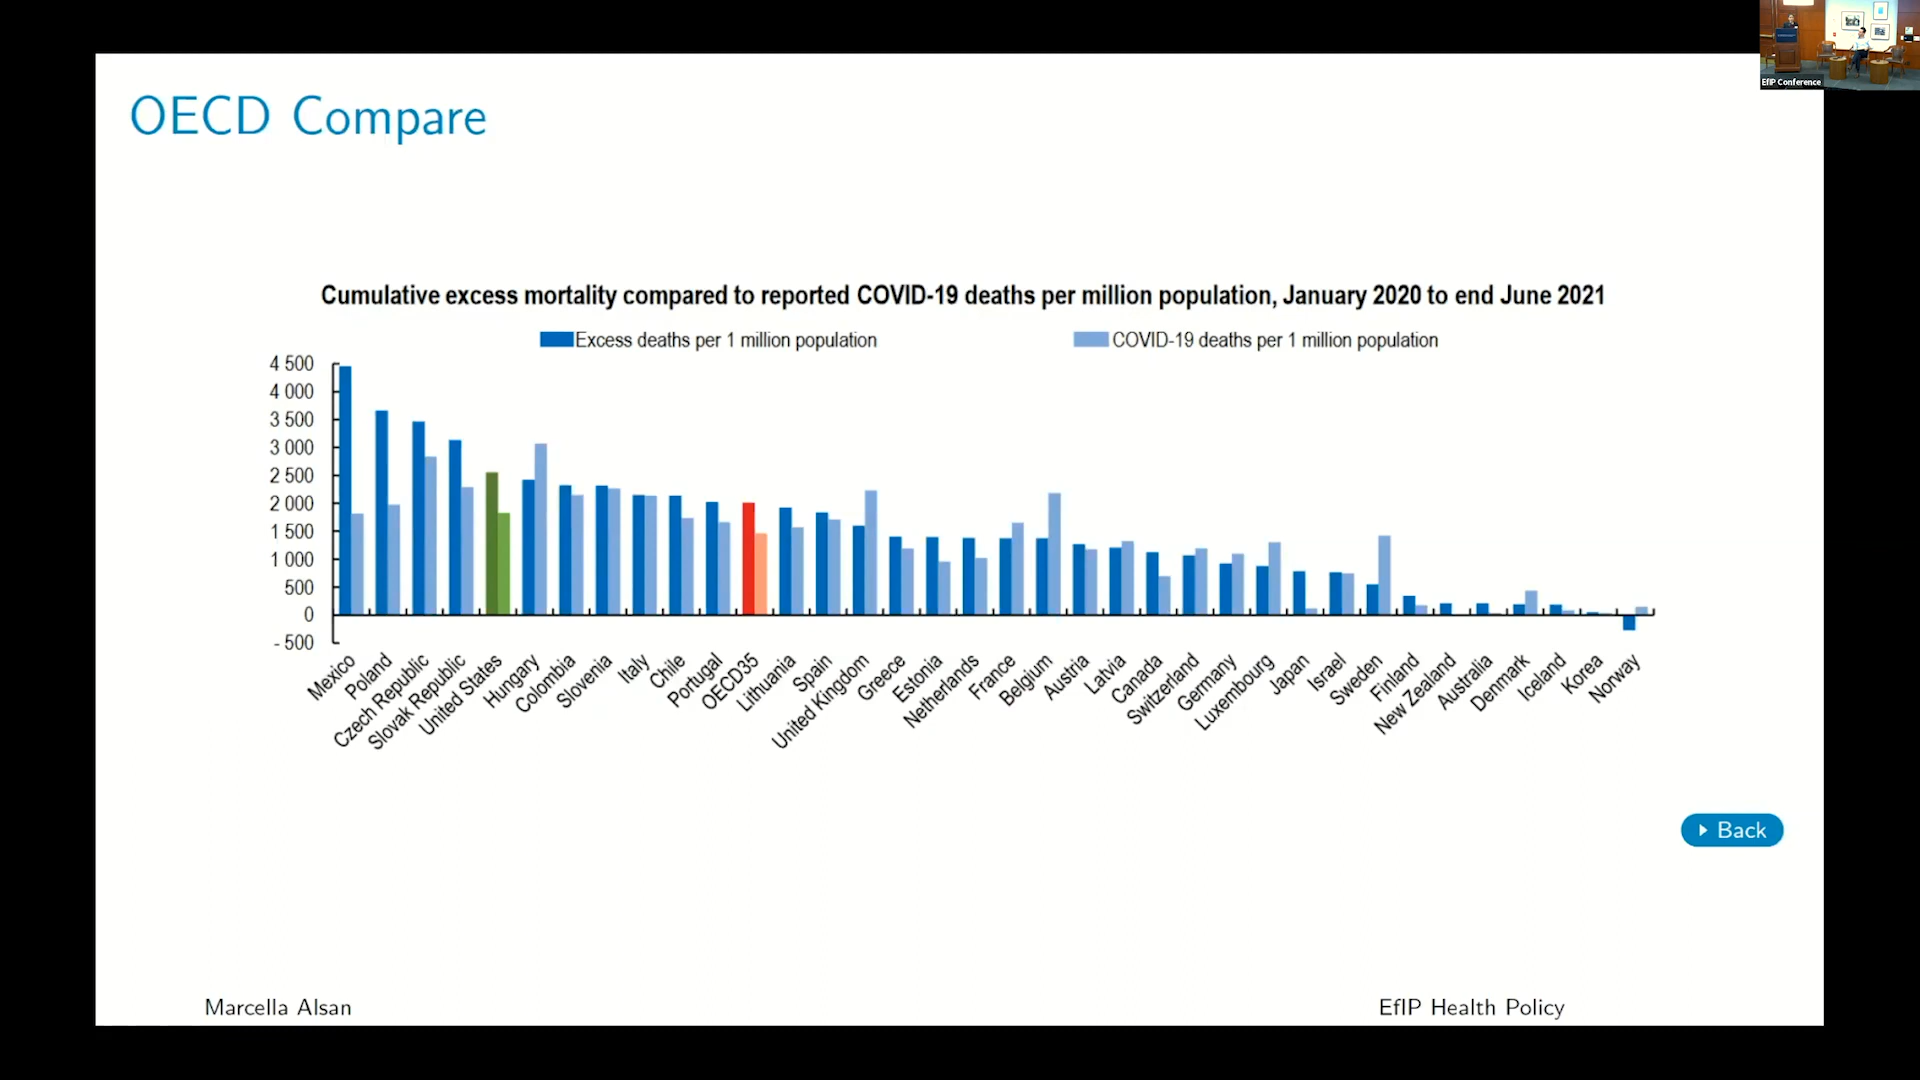 EfIP Conference
OECD Compare
Cumulative excess mortality compared to reported COVID-19 deaths per million population, January 2020 to end June 2021
Excess deaths per 1 million population
COVID-19 deaths per 1 million population
4 500
4 000
3 500
3 000
2 500
2 000
1 500
1 000
500
0
- 500
Mexico
Poland
Czech Republic
Slovak Republic
United States
Hungary
Colombia
Slovenia
Italy
Chile
Portugal
OECD35
Lithuania
Spain
United Kingdom
Greece
Estonia
Netherlands
France
Belgium
Austria
Latvia
Canada
Switzerland
Germany
Luxembourg
Japan
Israel
Sweden
Finland
New Zealand
Australia
Denmark
Iceland
Korea
Norway
Back
Marcella Alsan
EfIP Health Policy